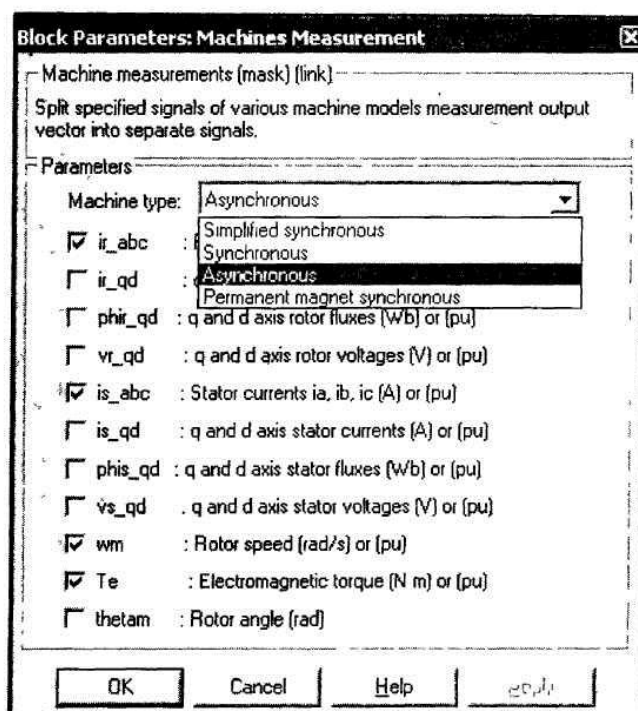 Block Parameters: Machines Measurement
Machine measurements (mask) (link)
Split specified signals of various machine models measurement output
vector into separate signals.
Parameters
Machine type: Asynchronous
Simplified synchronous
Synchronous
Asynchronous
Permanent magnet synchronous
ir_abc :
ir_qd :
phir_qd : q and d axis rotor fluxes (Wb) or (pu)
vr_qd : q and d axis rotor voltages (V) or (pu)
is_abc : Stator currents ia, ib, ic (A) or (pu)
is_qd : q and d axis stator currents (A) or (pu)
phis_qd : q and d axis stator fluxes (Wb) or (pu)
vs_qd . q and d axis stator voltages (V) or (pu)
wm : Rotor speed (rad/s) or (pu)
Te : Electromagnetic torque (N m) or (pu)
thetam : Rotor angle (rad)
OK Cancel Help